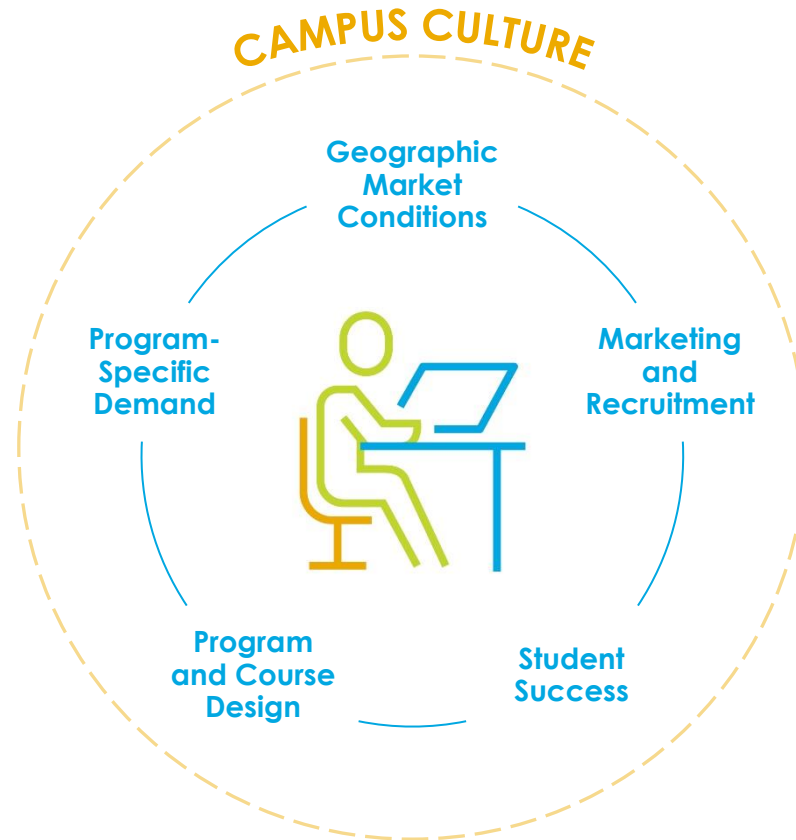 CAMPUS CULTURE
Geographic
Market
Conditions
Program-
Specific
Demand
Marketing
and
Recruitment
Program
and Course
Design
Student
Success